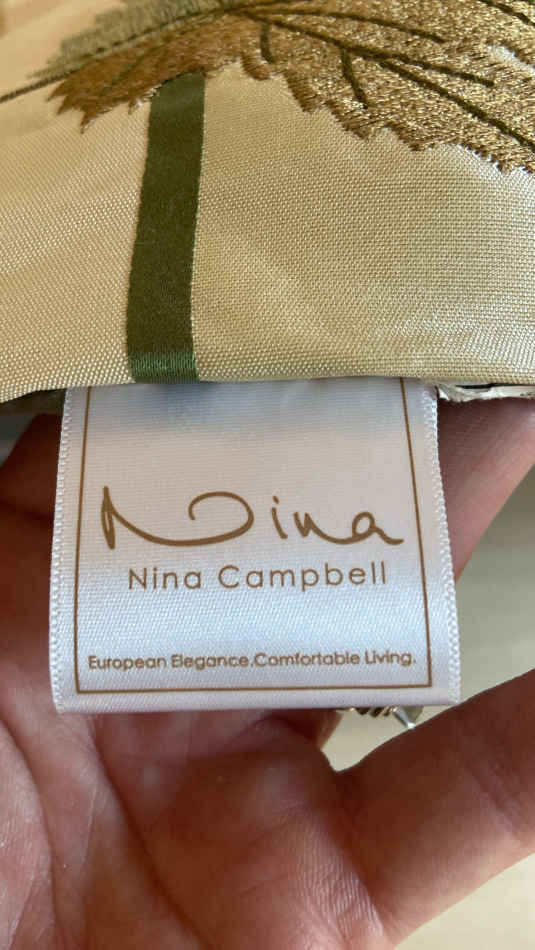 Nina
Nina Campbell
European Elegance.Comfortable Living.